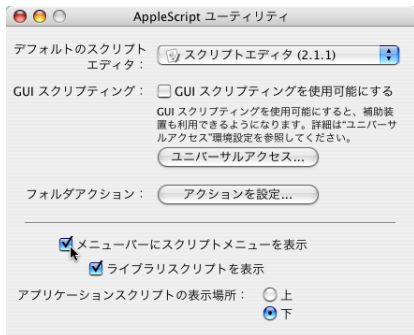 AppleScript ユーティリティ
デフォルトのスクリプト
エディタ：
スクリプトエディタ (2.1.1)
GUI スクリプティング： GUI スクリプティングを使用可能にする
GUI スクリプティングを使用可能にすると、補助装
置も利用できるようになります。詳細は“ユニバーサ
ルアクセス”環境設定を参照してください。
ユニバーサルアクセス...
フォルダアクション： アクションを設定...
メニューバーにスクリプトメニューを表示
ライブラリスクリプトを表示
アプリケーションスクリプトの表示場所： 上
下